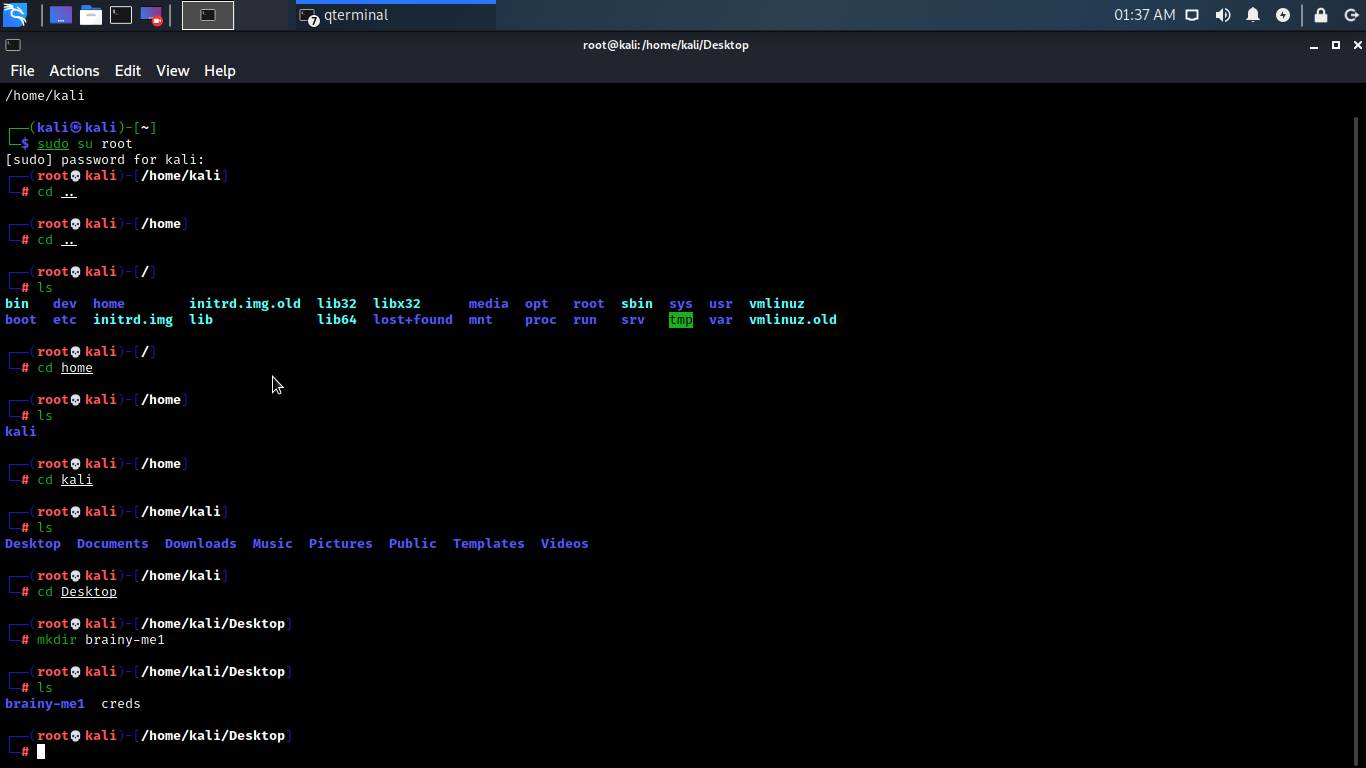 7 qterminal 01:37 AM
root@kali: /home/kali/Desktop
File Actions Edit View Help
/home/kali
┌──(kali㉿kali)-[~]
└─$ sudo su root
[sudo] password for kali:
┌──(root💀kali)-[/home/kali]
└─# cd ..
┌──(root💀kali)-[/home]
└─# cd ..
┌──(root💀kali)-[/]
└─# ls
bin dev home initrd.img.old lib32 libx32 media opt root sbin sys usr vmlinuz
boot etc initrd.img lib lib64 lost+found mnt proc run srv tmp var vmlinuz.old
┌──(root💀kali)-[/]
└─# cd home
┌──(root💀kali)-[/home]
└─# ls
kali
┌──(root💀kali)-[/home]
└─# cd kali
┌──(root💀kali)-[/home/kali]
└─# ls
Desktop Documents Downloads Music Pictures Public Templates Videos
┌──(root💀kali)-[/home/kali]
└─# cd Desktop
┌──(root💀kali)-[/home/kali/Desktop]
└─# mkdir brainy-me1
┌──(root💀kali)-[/home/kali/Desktop]
└─# ls
brainy-me1 creds
┌──(root💀kali)-[/home/kali/Desktop]
└─#